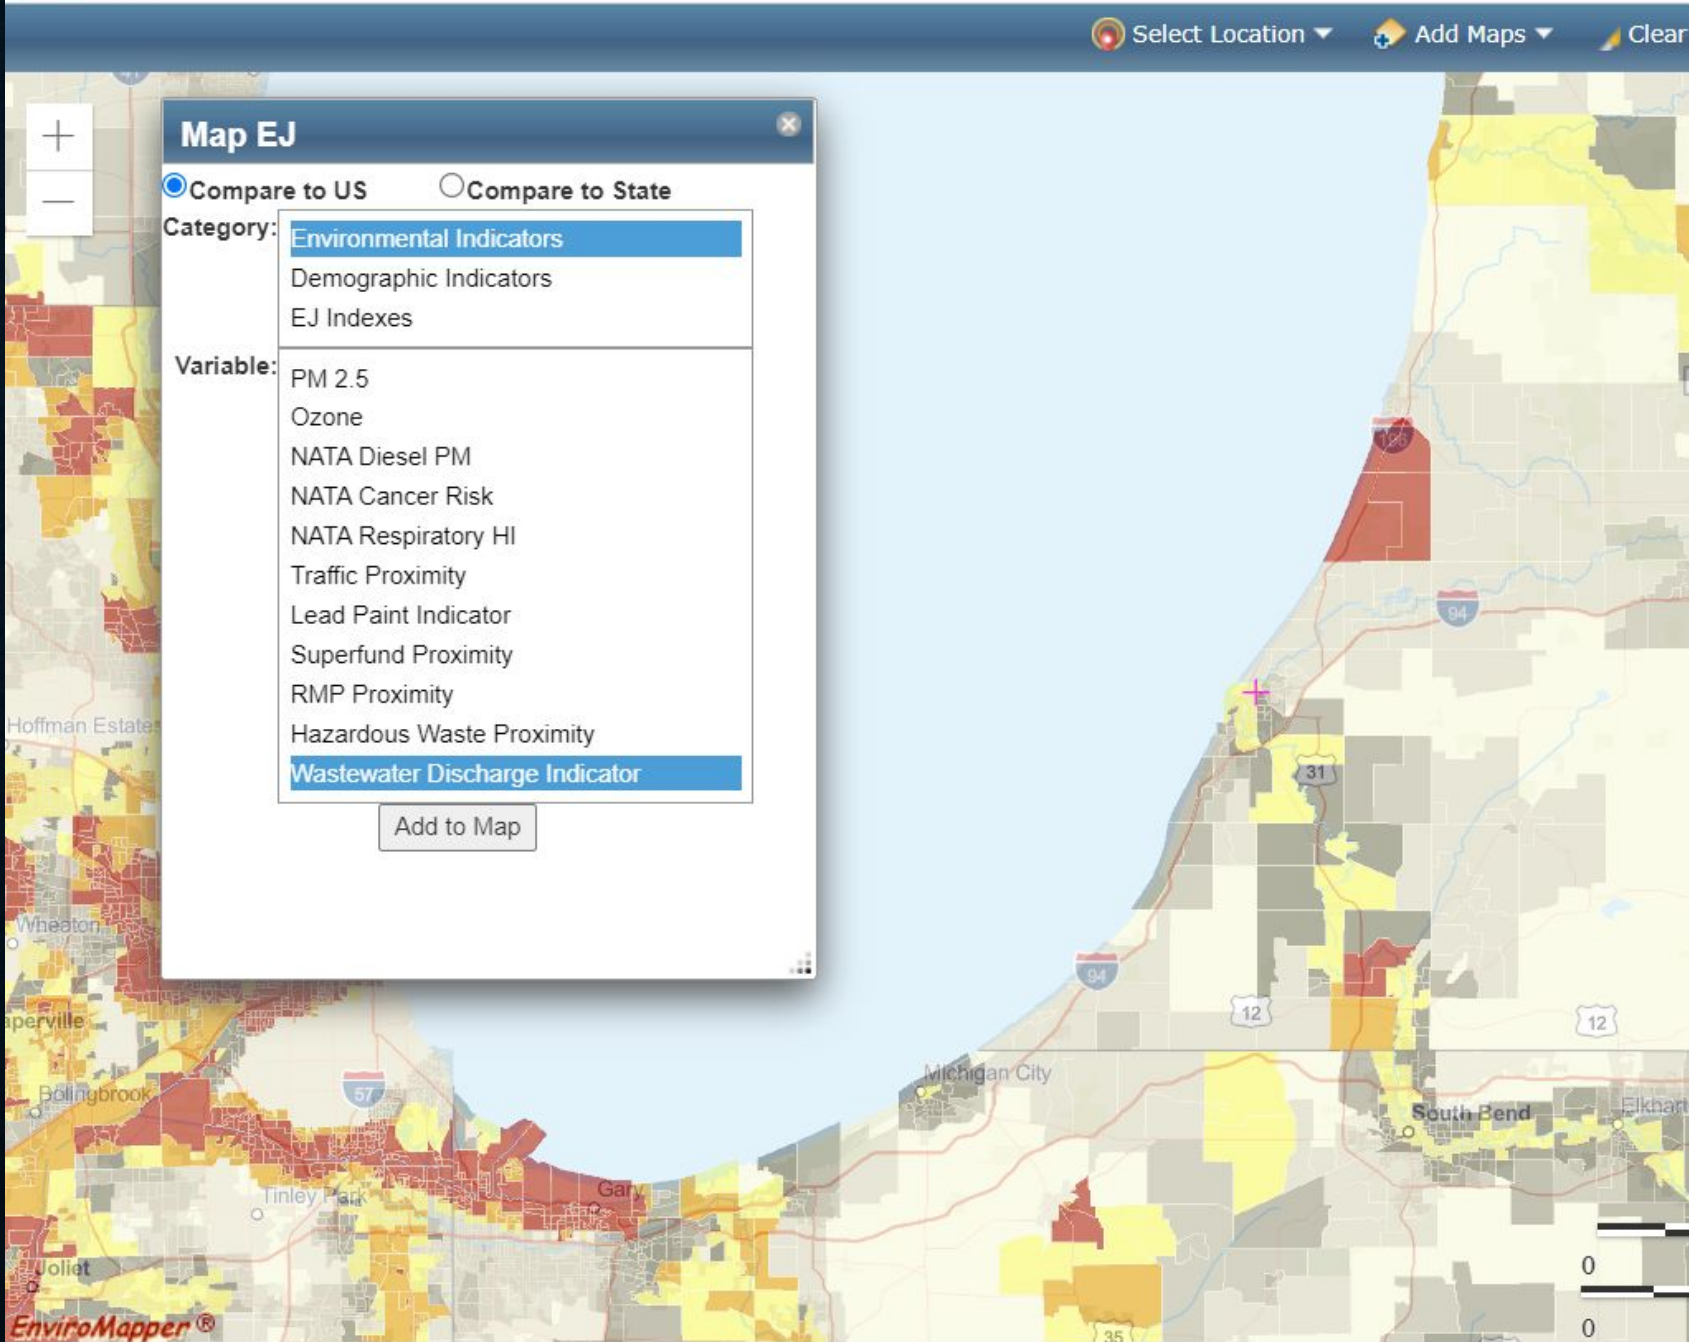 Select Location
Add Maps
Clear
Map EJ
Compare to US
Compare to State
Category:
Environmental Indicators
Demographic Indicators
EJ Indexes
Variable:
PM 2.5
Ozone
NATA Diesel PM
NATA Cancer Risk
NATA Respiratory HI
Traffic Proximity
Lead Paint Indicator
Superfund Proximity
RMP Proximity
Hazardous Waste Proximity
Wastewater Discharge Indicator
Add to Map
196
94
Hoffman Estates
31
Wheaton
94
12
12
aperville
Michigan City
Bolingbrook
57
South Bend
Elkhart
Tinley Park
Gary
Joliet
0
EnviroMapper ®
35
0